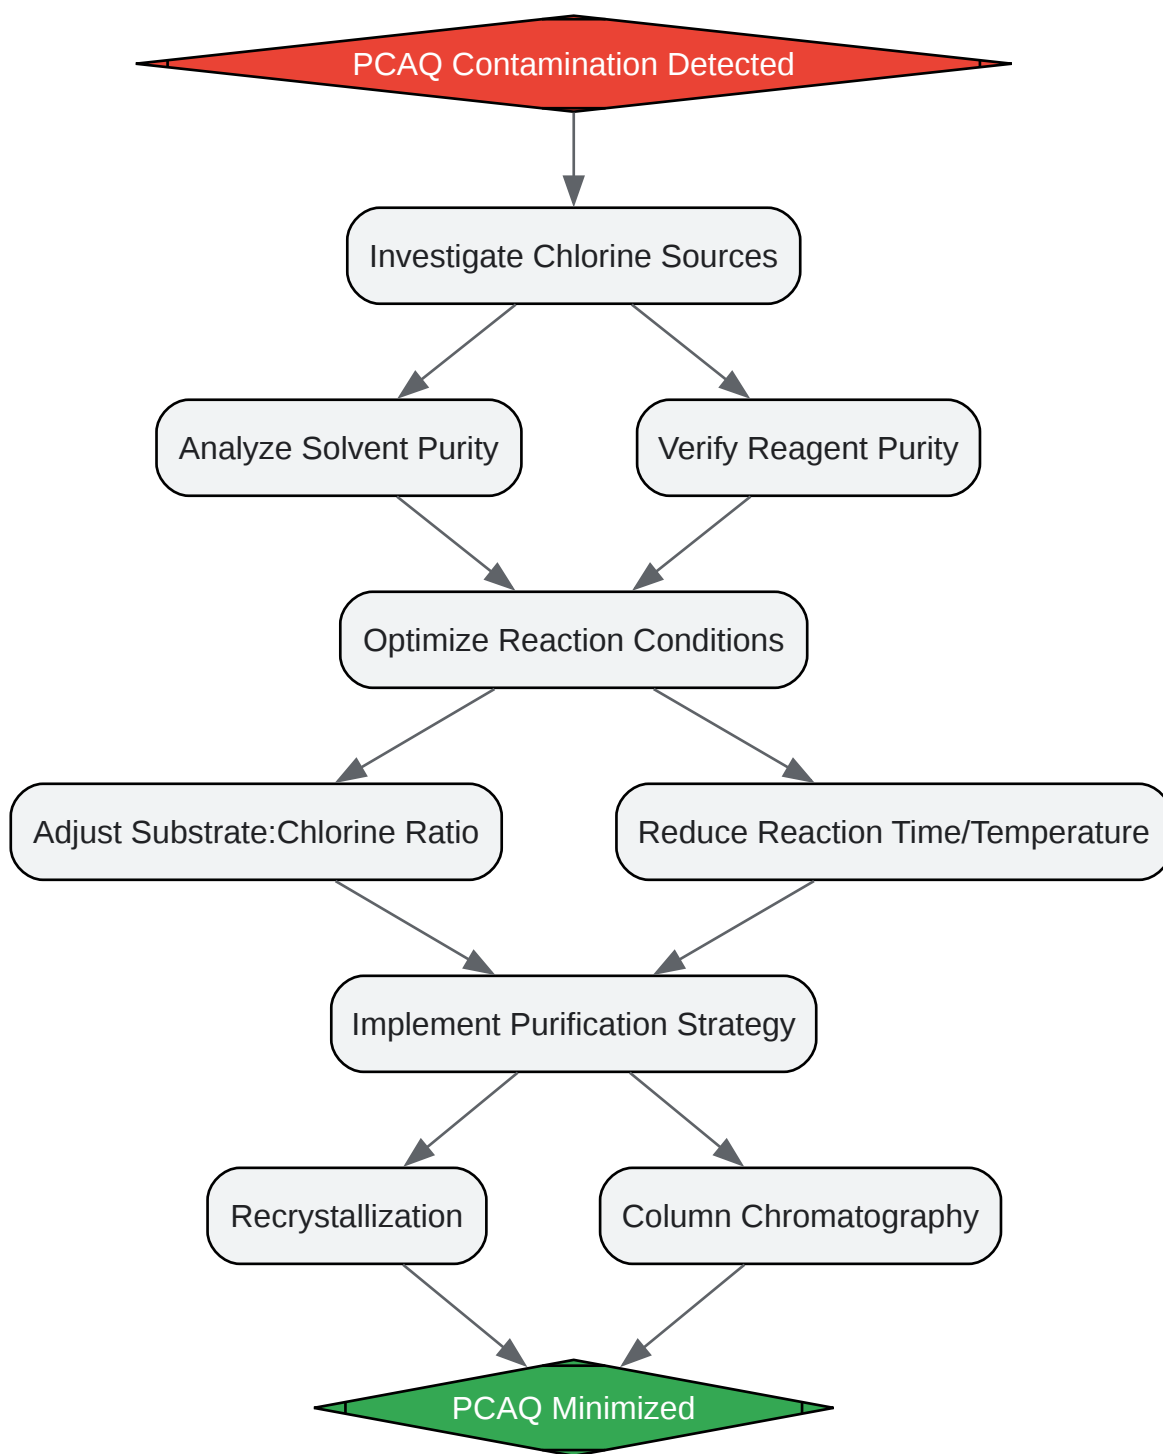 PCAQ Contamination Detected
Investigate Chlorine Sources
Analyze Solvent Purity
Verify Reagent Purity
Optimize Reaction Conditions
Adjust Substrate:Chlorine Ratio
Reduce Reaction Time/Temperature
Implement Purification Strategy
Recrystallization
Column Chromatography
PCAQ Minimized